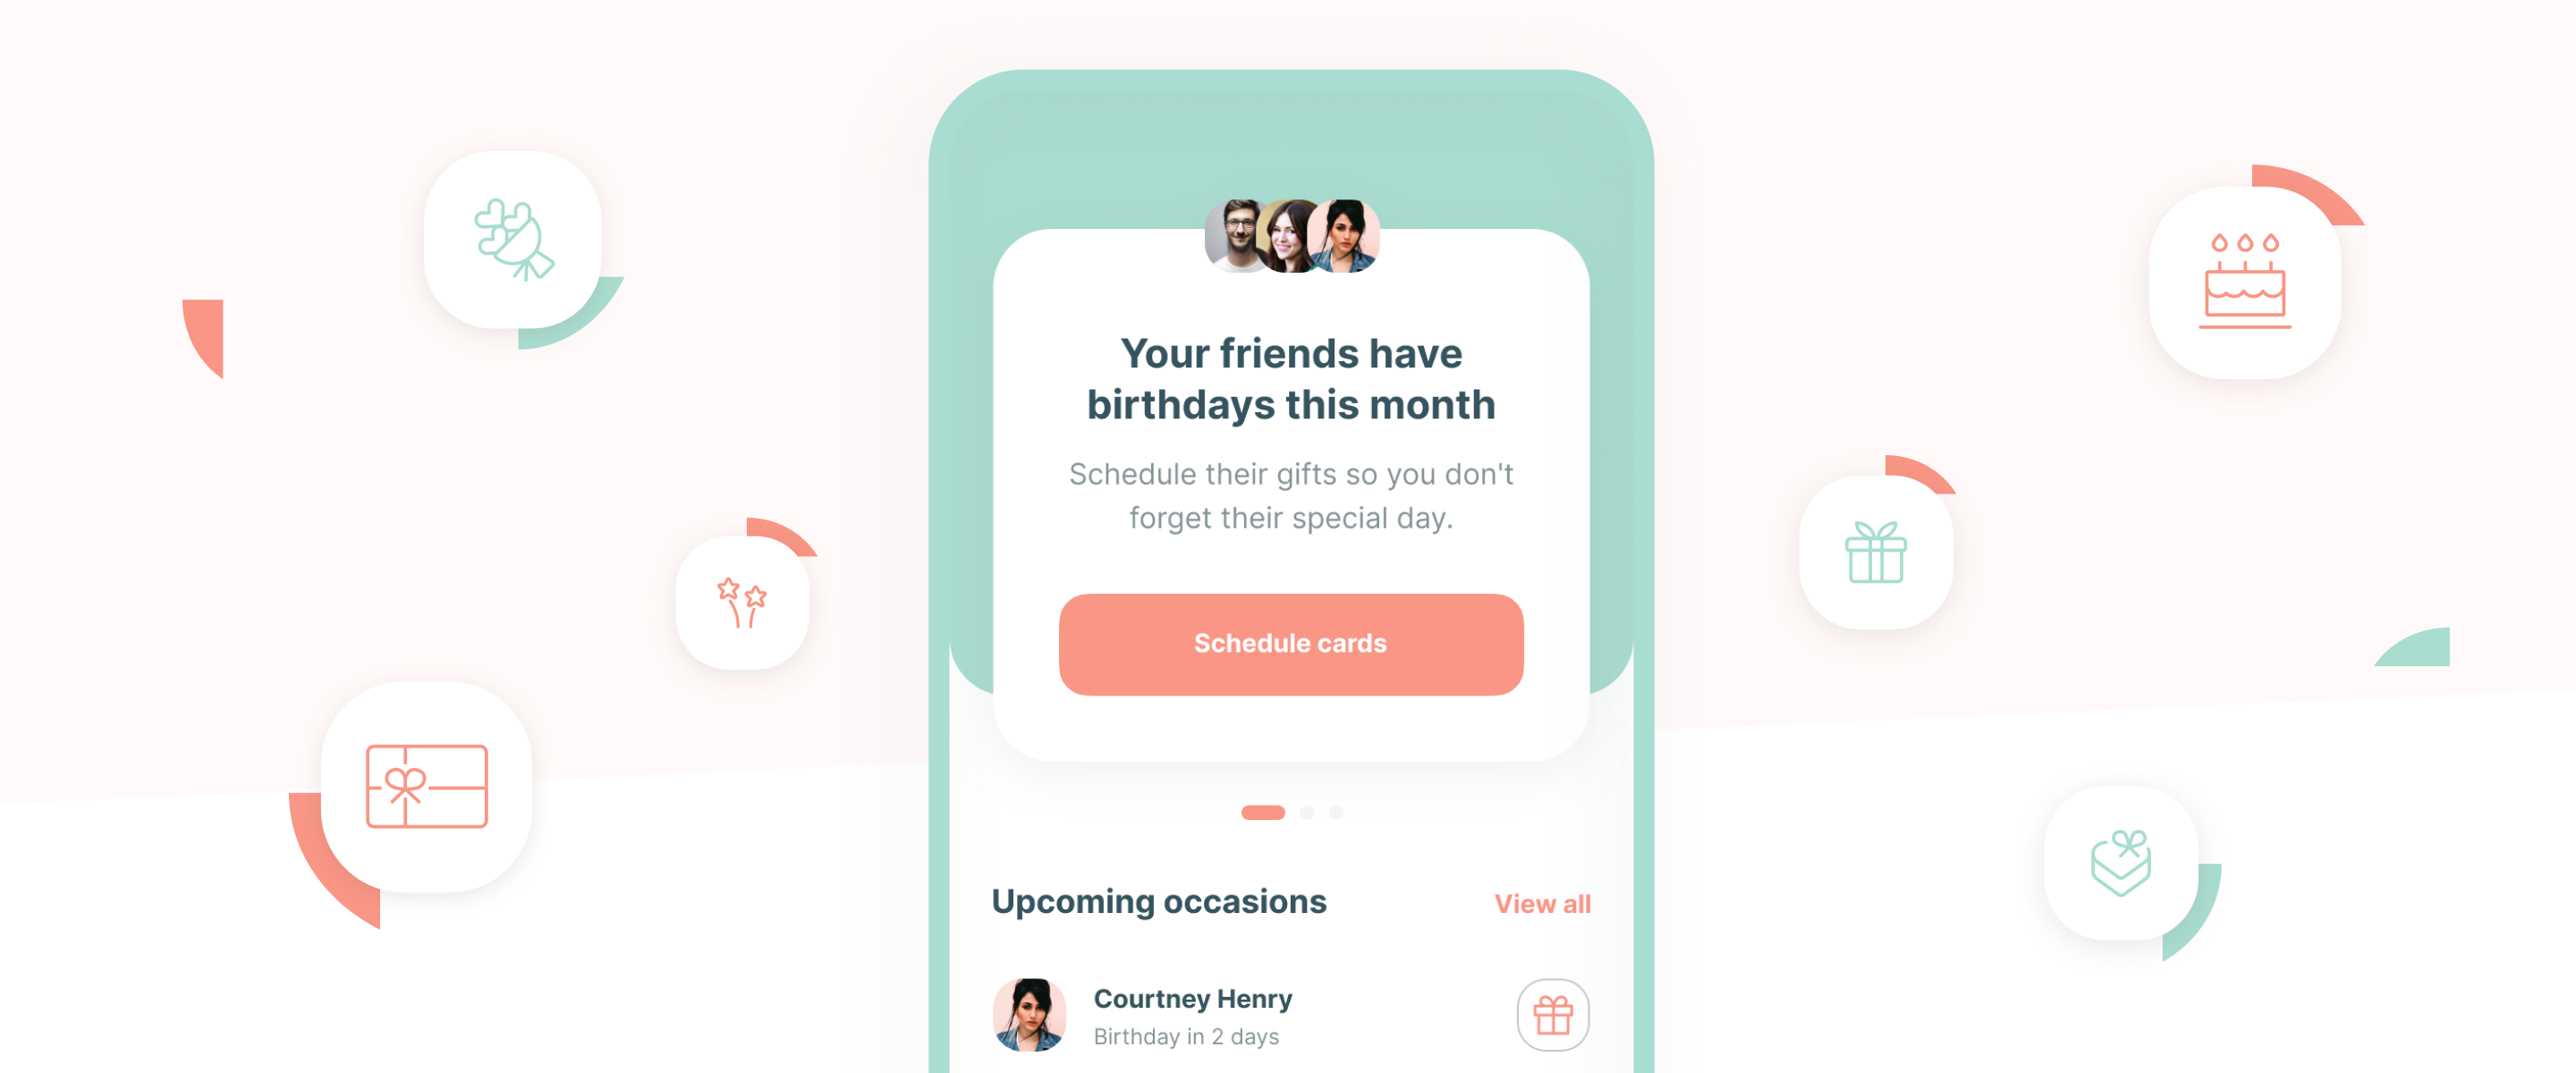 Your friends have
birthdays this month
Schedule their gifts so you don't
forget their special day.
Schedule cards
Upcoming occasions
View all
Courtney Henry
Birthday in 2 days